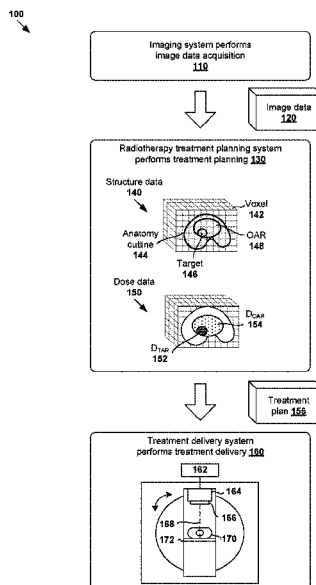 100
Imaging system performs
image data acquisition
110
Image data
120
Radiotherapy treatment planning system
performs treatment planning 130
Structure data
140
Voxel
142
Anatomy
outline
144
OAR
148
Target
146
Dose data
150
DOAR
154
DTAR
152
Treatment
plan 156
Treatment delivery system
performs treatment delivery 160
162
164
166
168
170
172